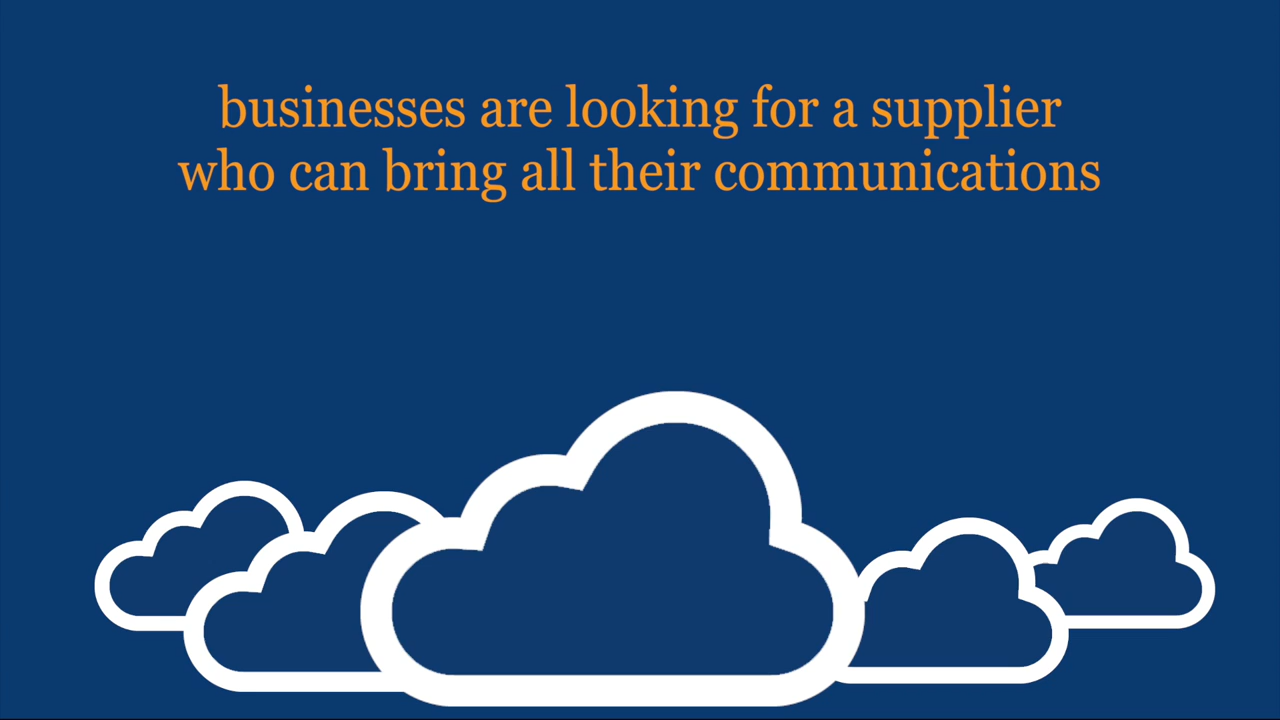 businesses are looking for a supplier
who can bring all their communications